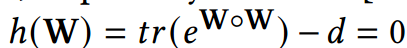 h(𝐖) = tr(e^{𝐖∘𝐖}) − d = 0